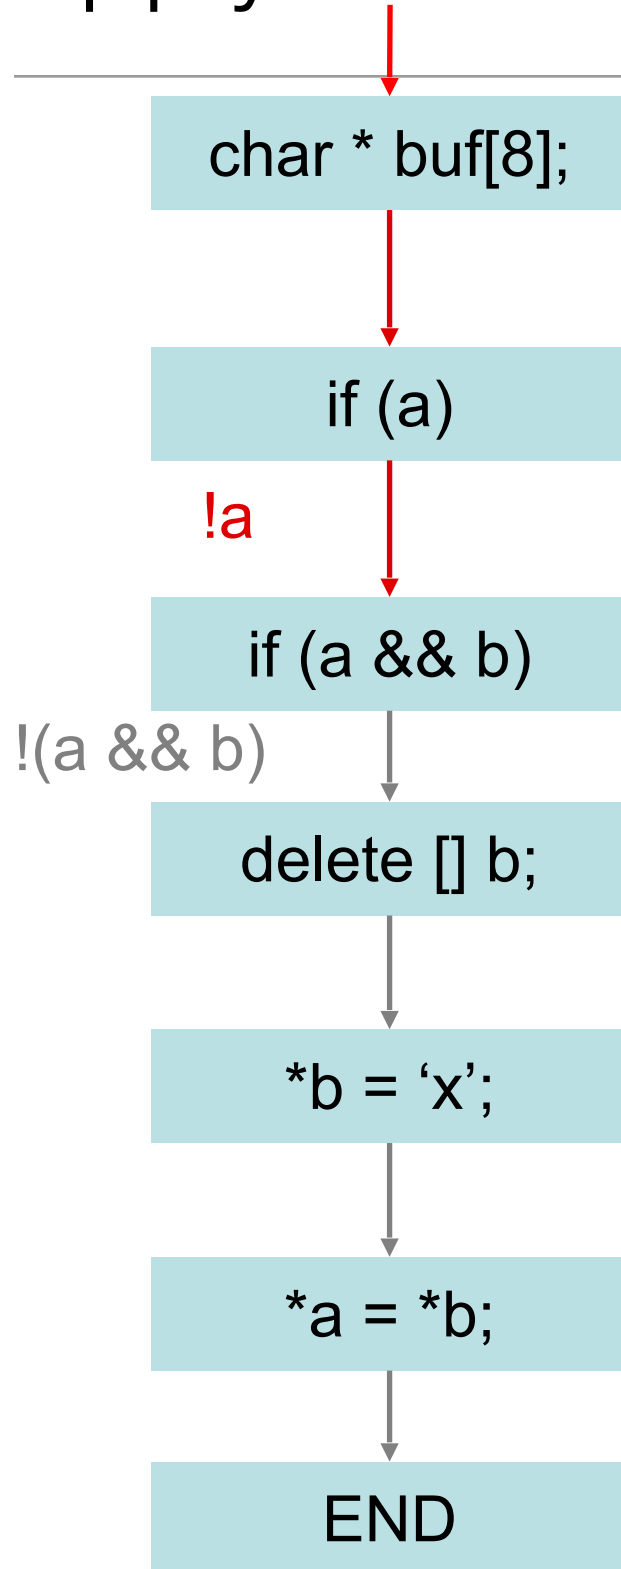 char * buf[8];
if (a)
!a
if (a && b)
!(a && b)
delete [] b;
*b = ‘x’;
*a = *b;
END